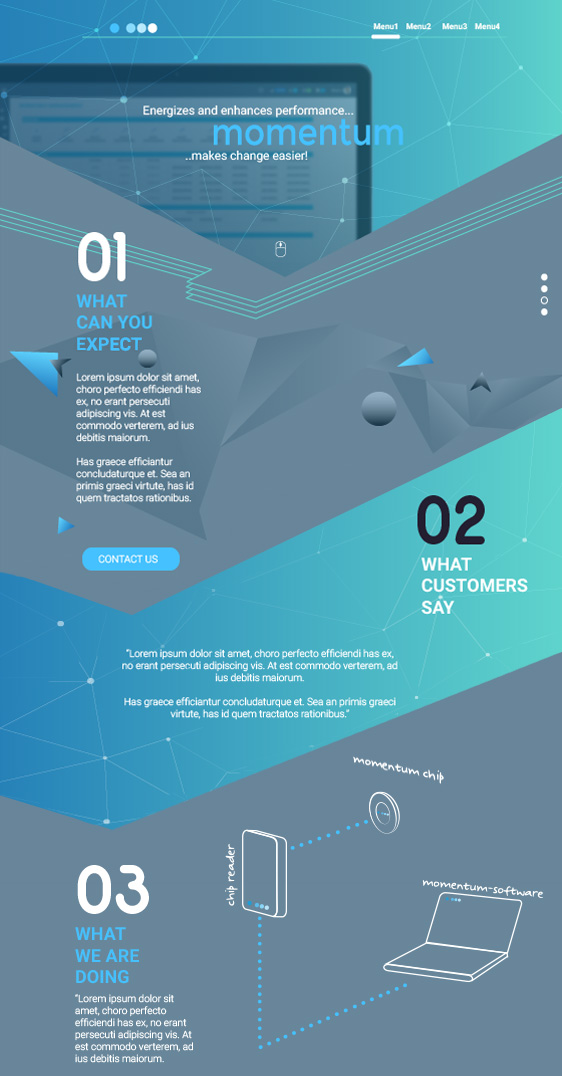 Menu1 Menu2 Menu3 Menu4
Energizes and enhances performance...
momentum
..makes change easier!
01
WHAT
CAN YOU
EXPECT
Lorem ipsum dolor sit amet,
choro perfecto efficiendi has
ex, no erant persecuti
adipiscing vis. At est
commodo verterem, ad ius
debitis maiorum.
Has graece efficiantur
concludaturque et. Sea an
primis graeci virtute, has id
quem tractatos rationibus.
CONTACT US
02
WHAT
CUSTOMERS
SAY
"Lorem ipsum dolor sit amet, choro perfecto efficiendi has ex,
no erant persecuti adipiscing vis. At est commodo verterem, ad
ius debitis maiorum.
Has graece efficiantur concludaturque et. Sea an primis graeci
virtute, has id quem tractatos rationibus."
momentum chip
chip reader
momentum-software
03
WHAT
WE ARE
DOING
"Lorem ipsum dolor sit
amet, choro perfecto
efficiendi has ex, no erant
persecuti adipiscing vis. At
est commodo verterem, ad
ius debitis maiorum.